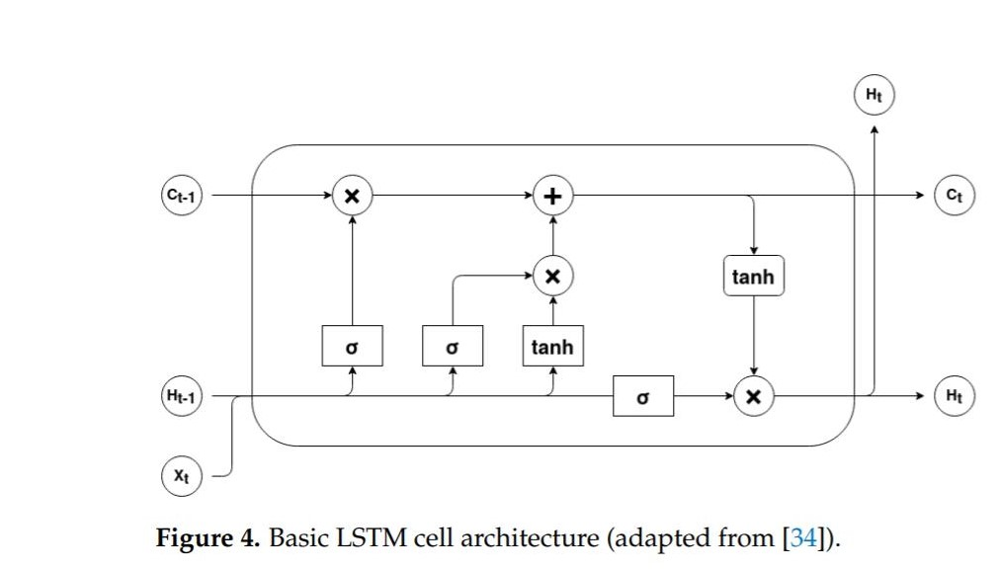 Ht
Ct-1
×
+
Ct
×
tanh
σ
σ
tanh
Ht-1
σ
×
Ht
Xt
Figure 4. Basic LSTM cell architecture (adapted from [34]).